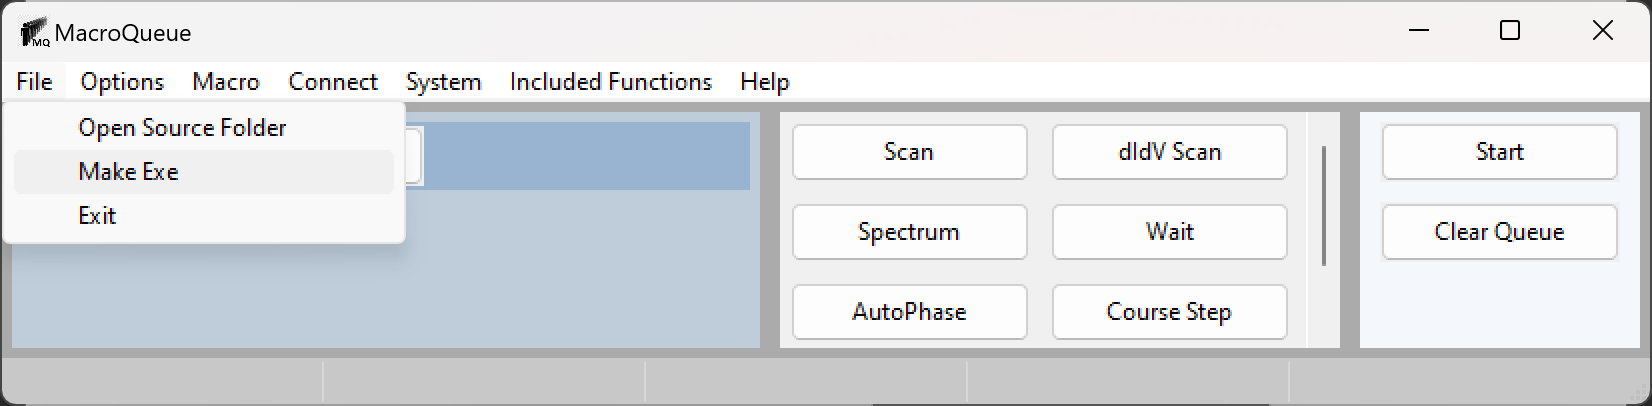 MQ MacroQueue
File Options Macro Connect System Included Functions Help
Open Source Folder
Make Exe
Exit
Scan dIdV Scan
Spectrum Wait
AutoPhase Course Step
Start
Clear Queue